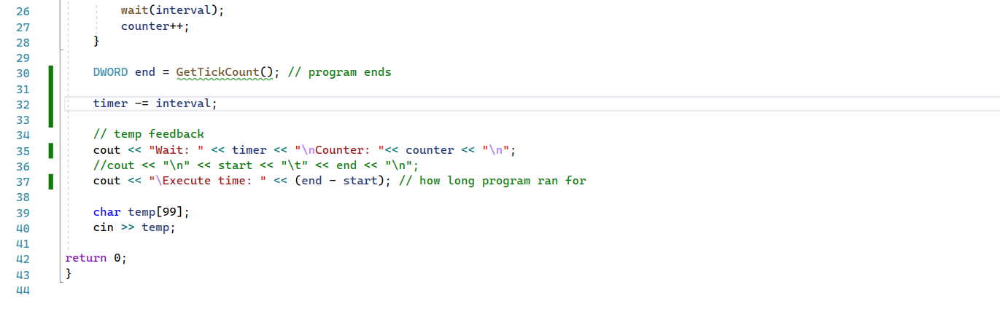 26 wait(interval);
27 counter++;
28 }
29
30 DWORD end = GetTickCount(); // program ends
31
32 timer -= interval;
33
34 // temp feedback
35 cout << "Wait: " << timer << "\nCounter: "<< counter << "\n";
36 //cout << "\n" << start << "\t" << end << "\n";
37 cout << "\Execute time: " << (end - start); // how long program ran for
38
39 char temp[99];
40 cin >> temp;
41
42 return 0;
43 }
44